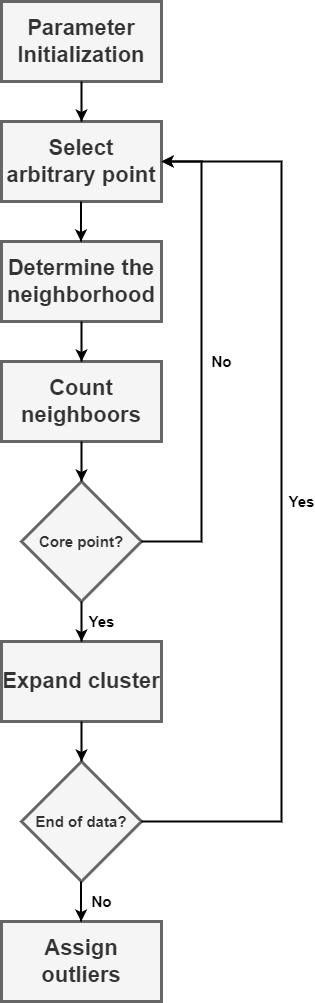 Parameter
Initialization
Select
arbitrary point
Determine the
neighborhood
Count
neighboors
No
Core point?
Yes
Yes
Expand cluster
End of data?
No
Assign
outliers